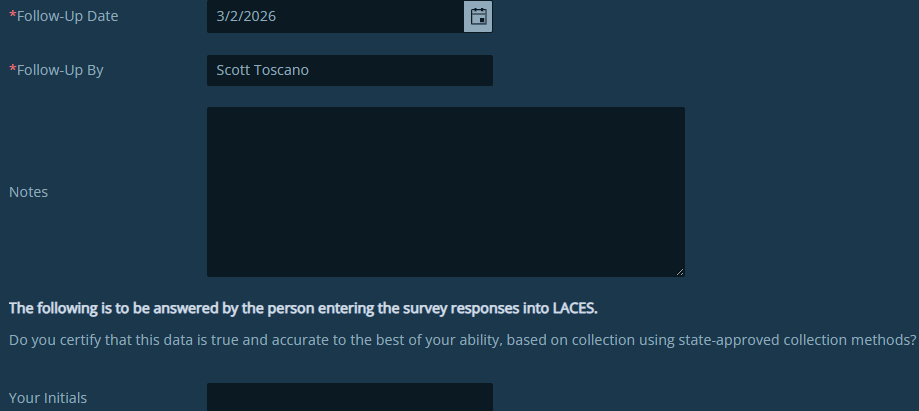 *Follow-Up Date 3/2/2026
*Follow-Up By Scott Toscano
Notes
The following is to be answered by the person entering the survey responses into LACES.
Do you certify that this data is true and accurate to the best of your ability, based on collection using state-approved collection methods?
Your Initials